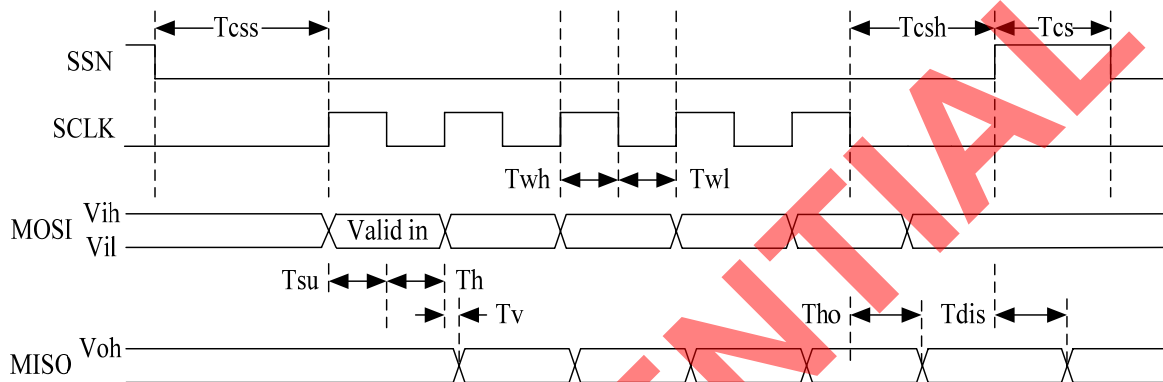 Tcss Tcsh Tcs
SSN
SCLK
Twh Twl
MOSI Vih Valid in
Vil
Tsu Th
Tv Tho Tdis
MISO Voh
NTIAL